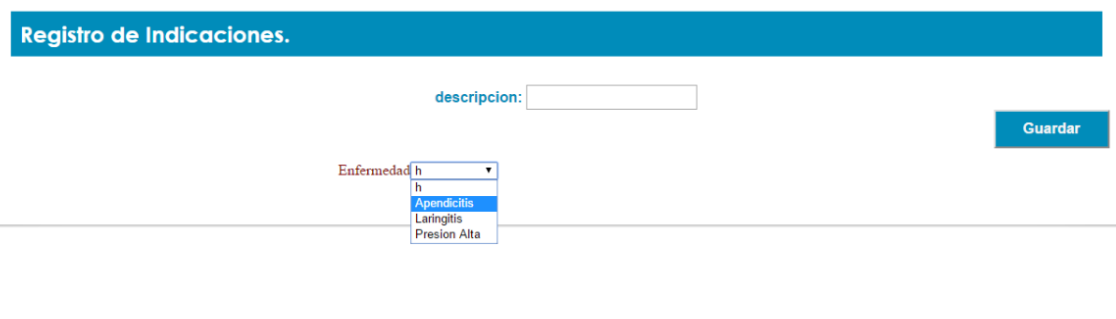 Registro de Indicaciones.
descripcion:
Guardar
Enfermedad h
h
Apendicitis
Laringitis
Presion Alta